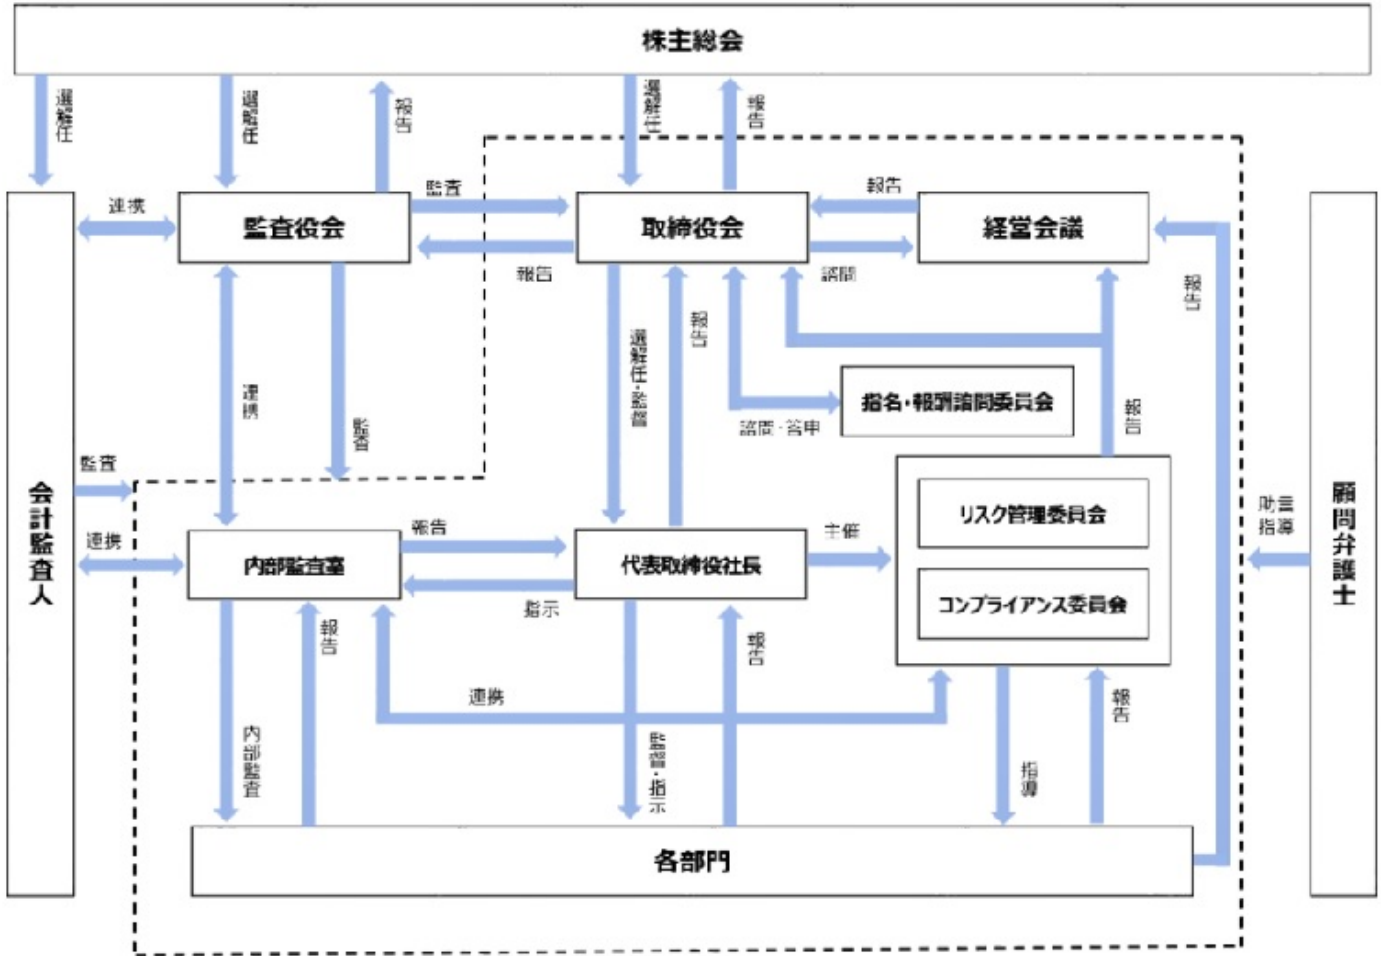 株主総会
選解任
選解任
報告
選解任
報告
連携
監査役会
監査
取締役会
報告
経営会議
報告
諮問
報告
連携
監査
選解任・監督
報告
指名・報酬諮問委員会
諮問・答申
報告
監査
会計監査人
連携
内部監査室
報告
指示
代表取締役社長
主催
リスク管理委員会
コンプライアンス委員会
助言
指導
顧問弁護士
報告
連携
報告
報告
内部監査
監督・指示
指導
各部門